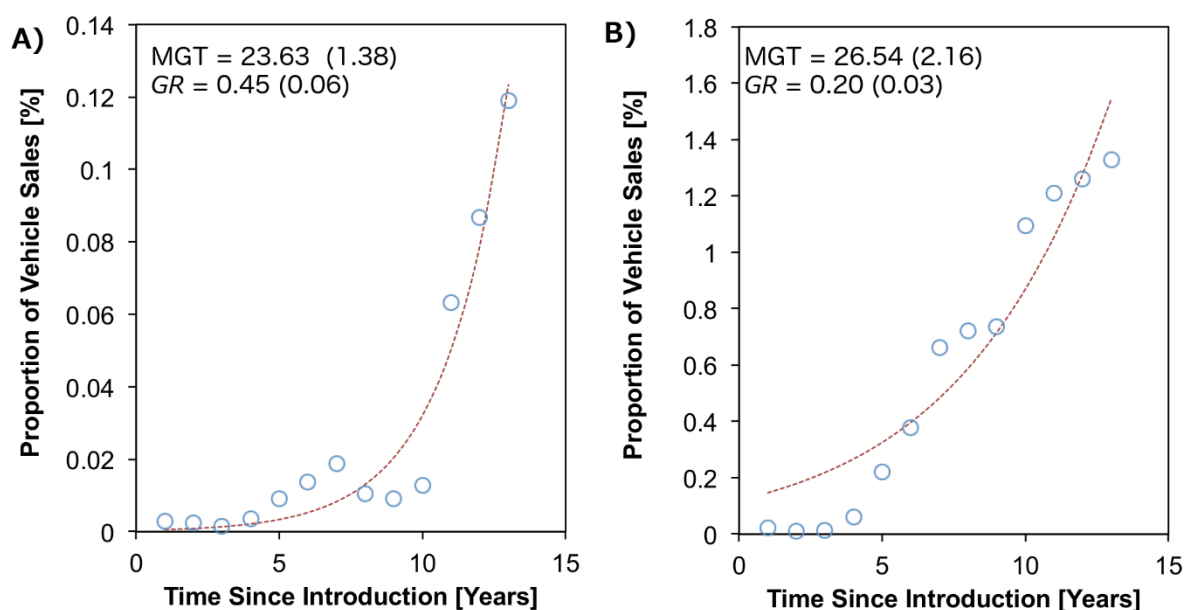 A)
MGT = 23.63 (1.38)
GR = 0.45 (0.06)
Proportion of Vehicle Sales [%]
0.14
0.12
0.1
0.08
0.06
0.04
0.02
0
0 5 10 15
Time Since Introduction [Years]
B)
MGT = 26.54 (2.16)
GR = 0.20 (0.03)
Proportion of Vehicle Sales [%]
1.8
1.6
1.4
1.2
1
0.8
0.6
0.4
0.2
0
0 5 10 15
Time Since Introduction [Years]